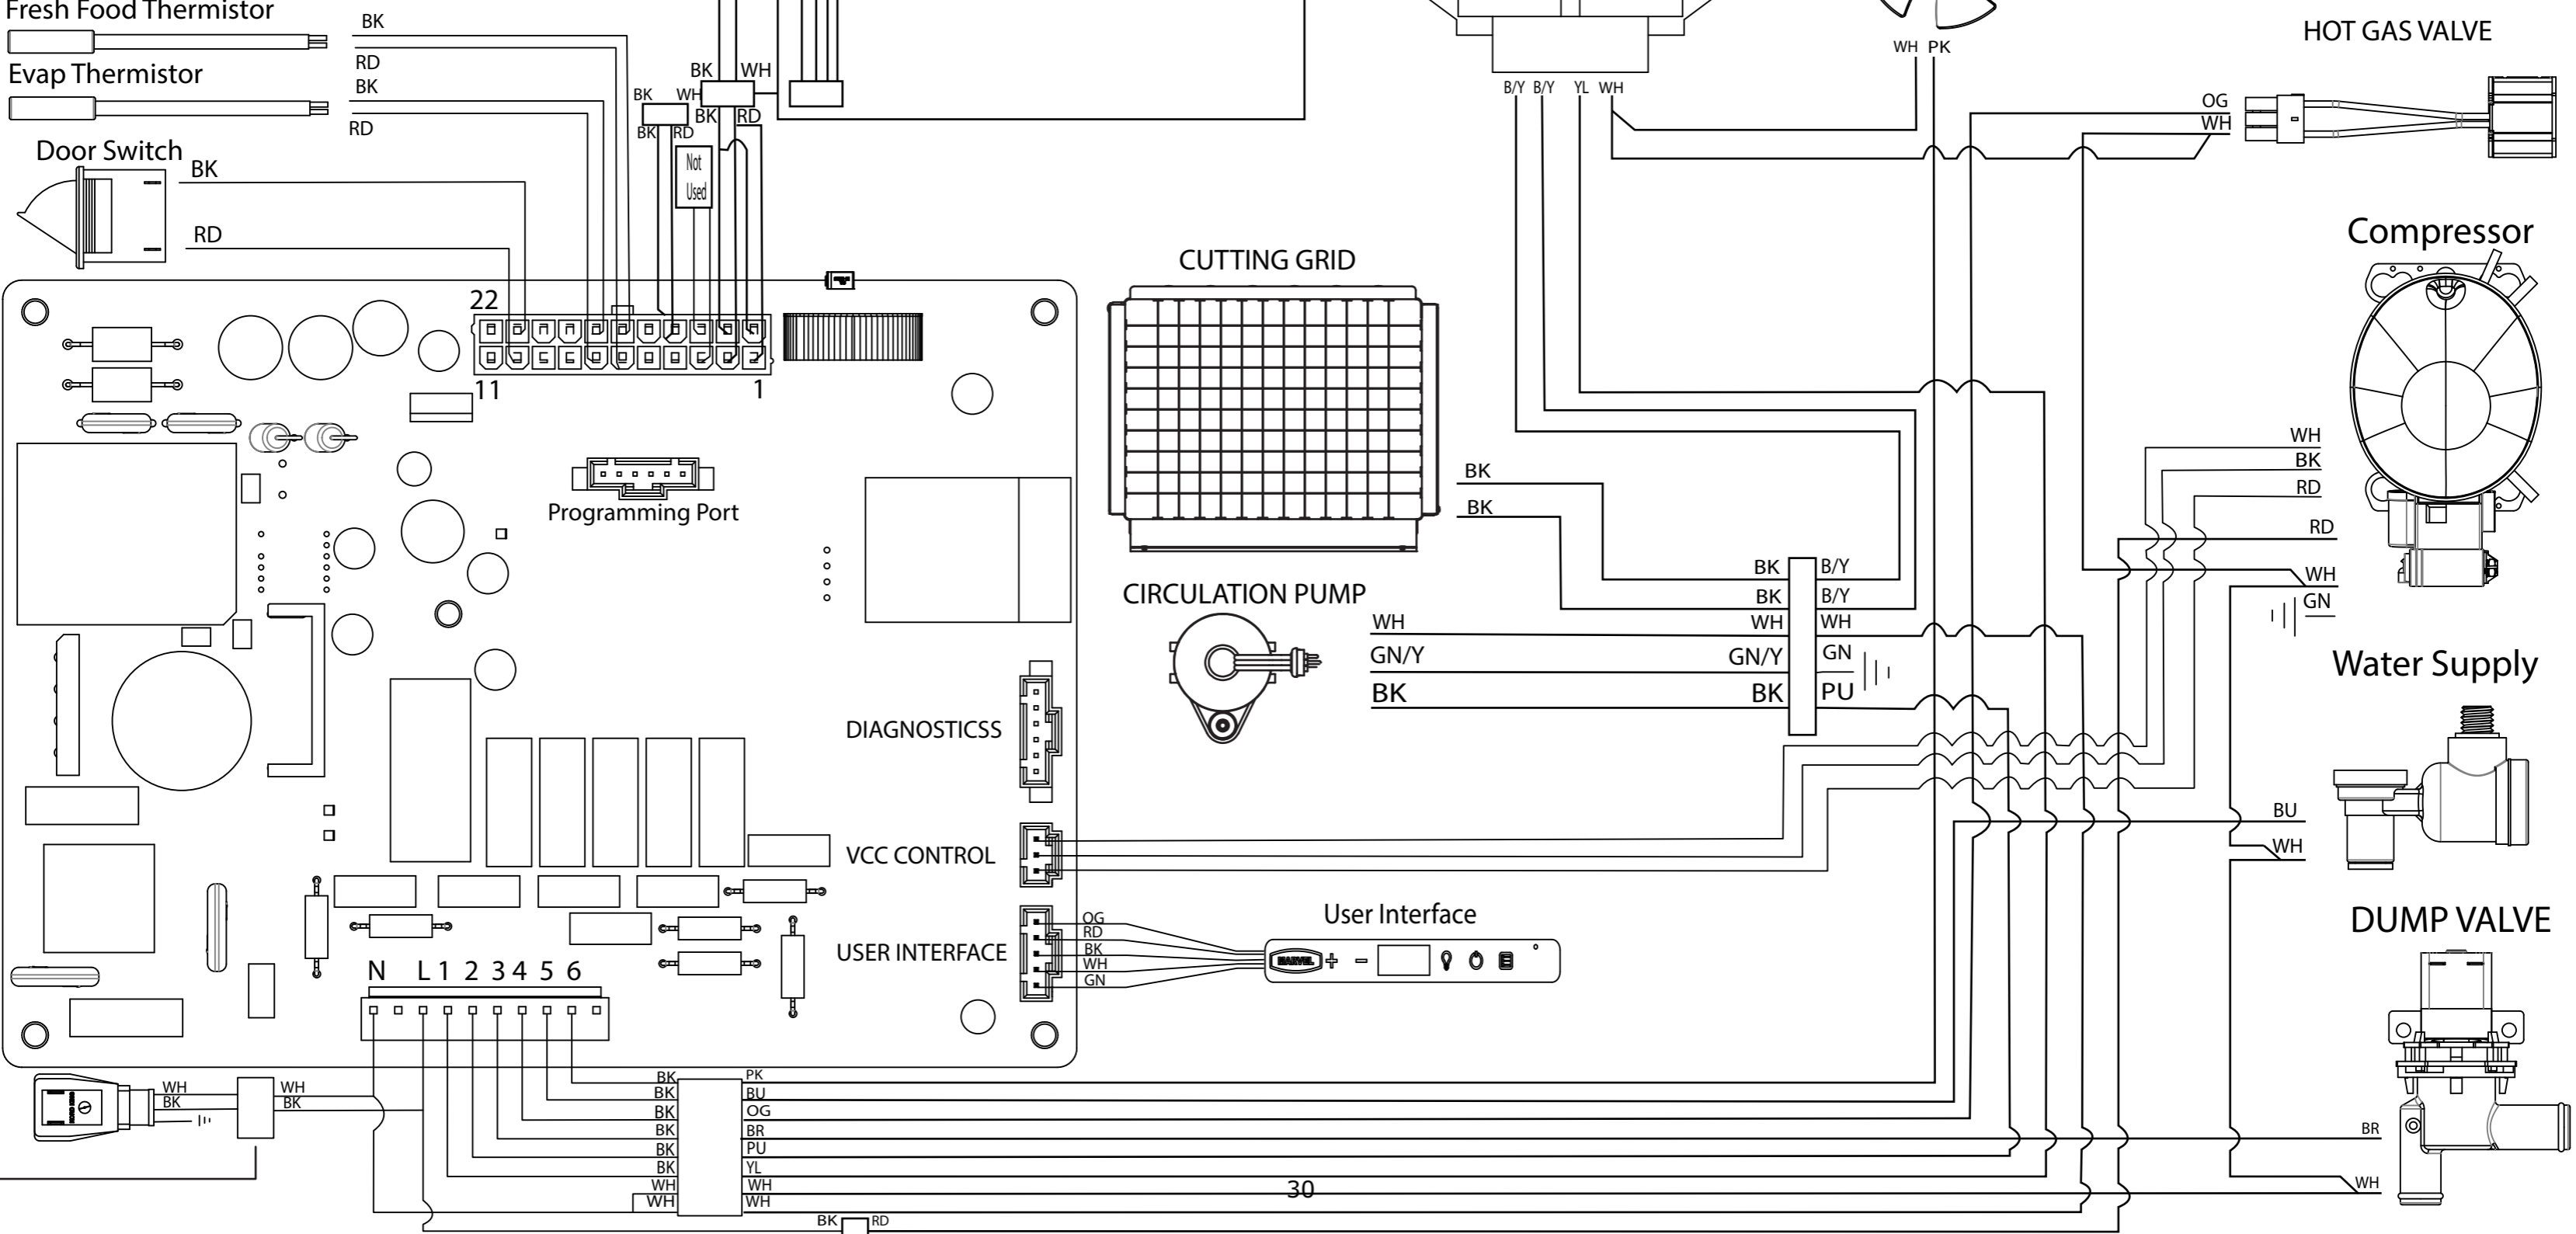 Fresh Food Thermistor
BK
RD
Evap Thermistor
BK
RD
Door Switch
BK
RD
BK WH
BK WH
BK RD
BK RD
Not
Used
22
11
1
Programming Port
WH PK
B/Y B/Y YL WH
HOT GAS VALVE
OG
WH
Compressor
WH
BK
RD
RD
WH
GN
CUTTING GRID
BK
BK
BK B/Y
BK B/Y
CIRCULATION PUMP
WH WH WH
GN/Y GN/Y GN
BK BK PU
Water Supply
BU
WH
DUMP VALVE
BR
WH
DIAGNOSTICSS
VCC CONTROL
USER INTERFACE
OG
RD
BK
WH
GN
User Interface
MARVEL + −
N L 1 2 3 4 5 6
WH WH
BK BK
BK PK
BK BU
BK OG
BK BR
BK PU
BK YL
WH WH
WH WH
BK RD
30